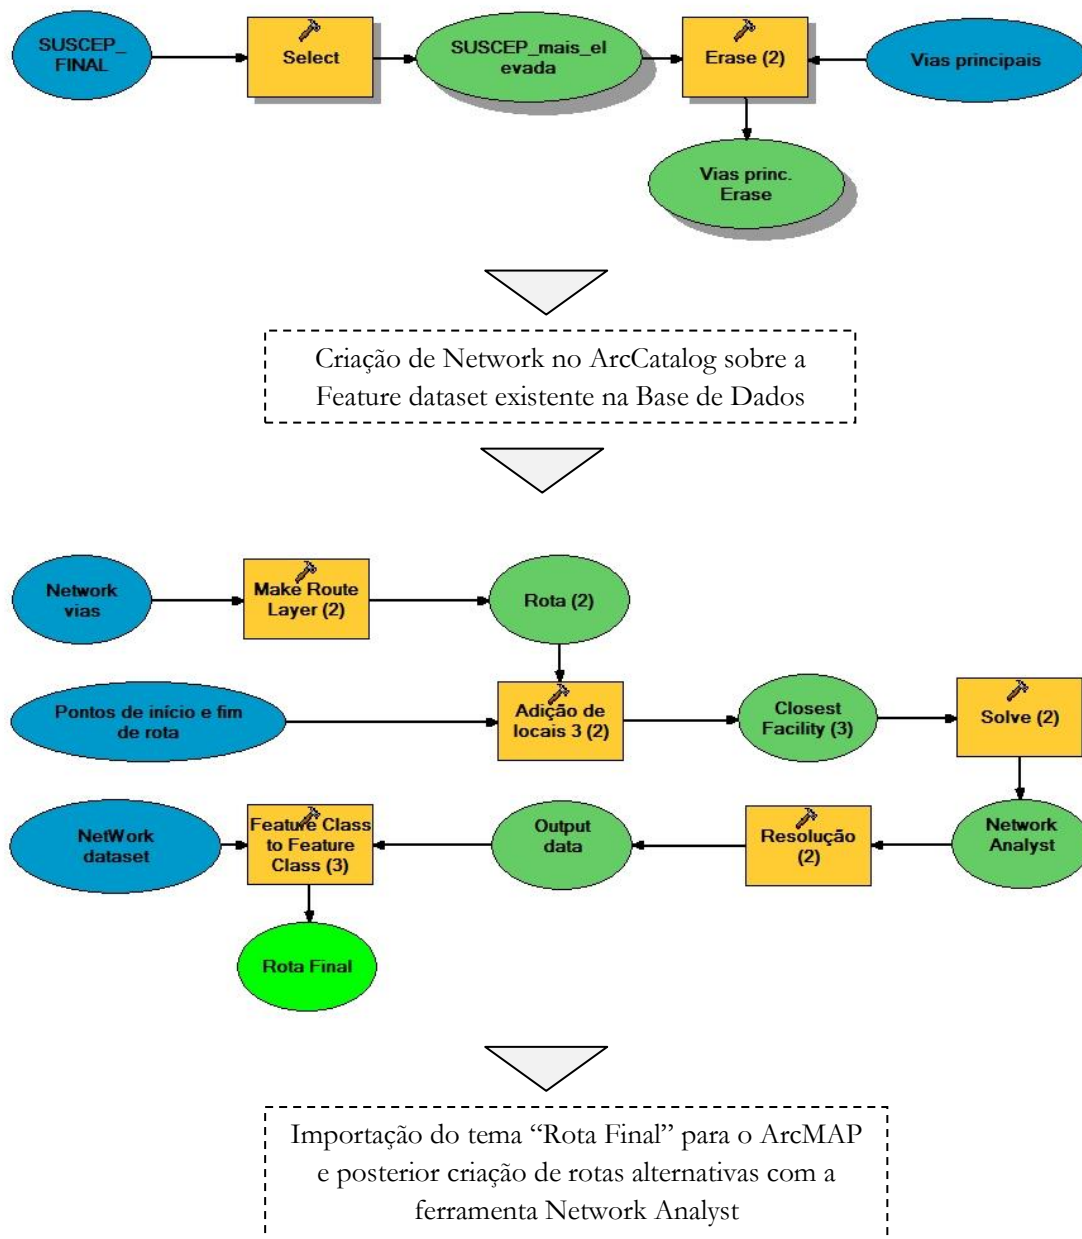 SUSCEP_
FINAL
Select
SUSCEP_mais_el
evada
Erase (2)
Vias principais
Vias princ.
Erase
Criação de Network no ArcCatalog sobre a
Feature dataset existente na Base de Dados
Network
vias
Make Route
Layer (2)
Rota (2)
Pontos de início e fim
de rota
Adição de
locais 3 (2)
Closest
Facility (3)
Solve (2)
NetWork
dataset
Feature Class
to Feature
Class (3)
Output
data
Resolução
(2)
Network
Analyst
Rota Final
Importação do tema “Rota Final” para o ArcMAP
e posterior criação de rotas alternativas com a
ferramenta Network Analyst